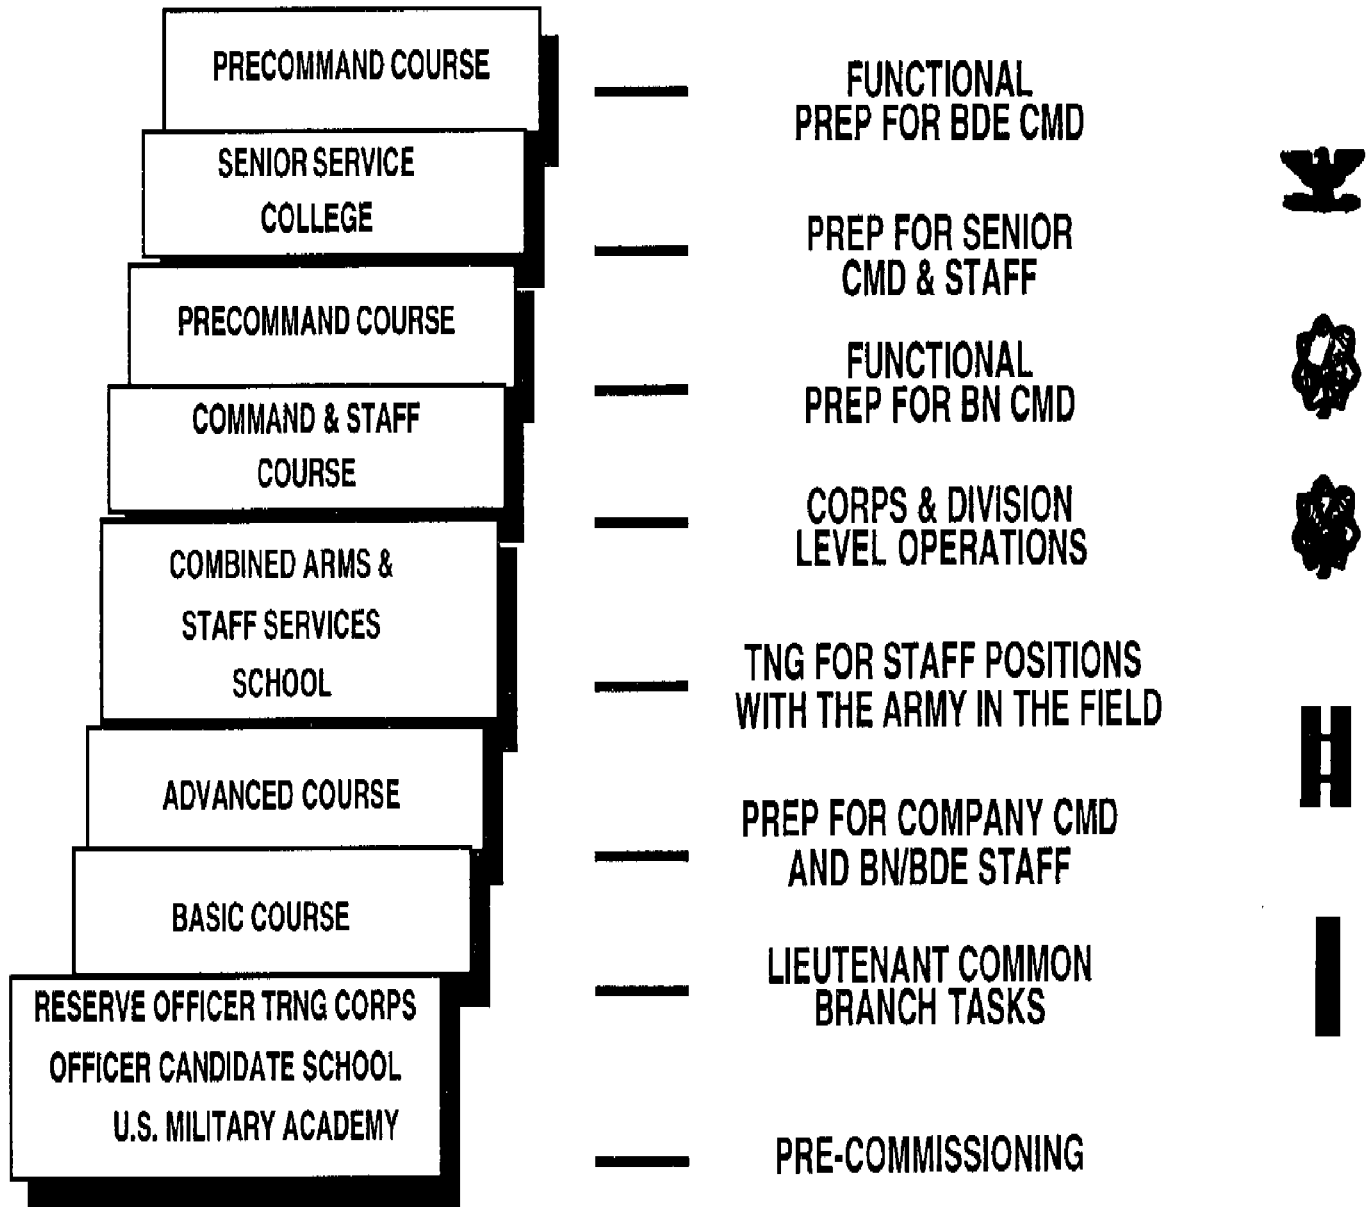 PRECOMMAND COURSE
FUNCTIONAL
PREP FOR BDE CMD
SENIOR SERVICE
COLLEGE
PREP FOR SENIOR
CMD & STAFF
PRECOMMAND COURSE
FUNCTIONAL
PREP FOR BN CMD
COMMAND & STAFF
COURSE
CORPS & DIVISION
LEVEL OPERATIONS
COMBINED ARMS &
STAFF SERVICES
SCHOOL
TNG FOR STAFF POSITIONS
WITH THE ARMY IN THE FIELD
ADVANCED COURSE
PREP FOR COMPANY CMD
AND BN/BDE STAFF
BASIC COURSE
LIEUTENANT COMMON
BRANCH TASKS
RESERVE OFFICER TRNG CORPS
OFFICER CANDIDATE SCHOOL
U.S. MILITARY ACADEMY
PRE-COMMISSIONING